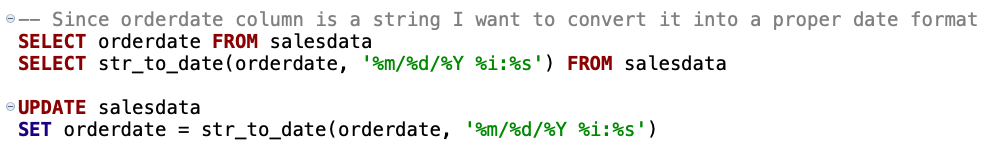 -- Since orderdate column is a string I want to convert it into a proper date format
SELECT orderdate FROM salesdata
SELECT str_to_date(orderdate, '%m/%d/%Y %i:%s') FROM salesdata
UPDATE salesdata
SET orderdate = str_to_date(orderdate, '%m/%d/%Y %i:%s')